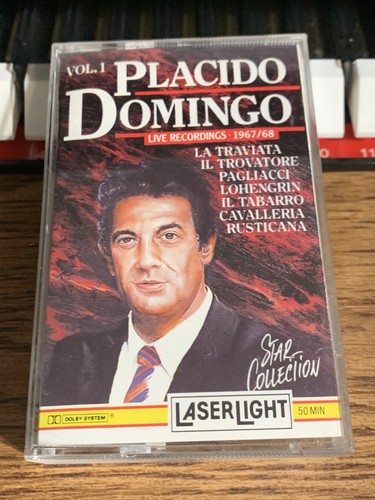 VOL. 1 PLACIDO
DOMINGO
LIVE RECORDINGS · 1967/68
LA TRAVIATA
IL TROVATORE
PAGLIACCI
LOHENGRIN
IL TABARRO
CAVALLERIA
RUSTICANA
STAR
COLLECTION
DOLBY SYSTEM®
LASERLIGHT
50 MIN